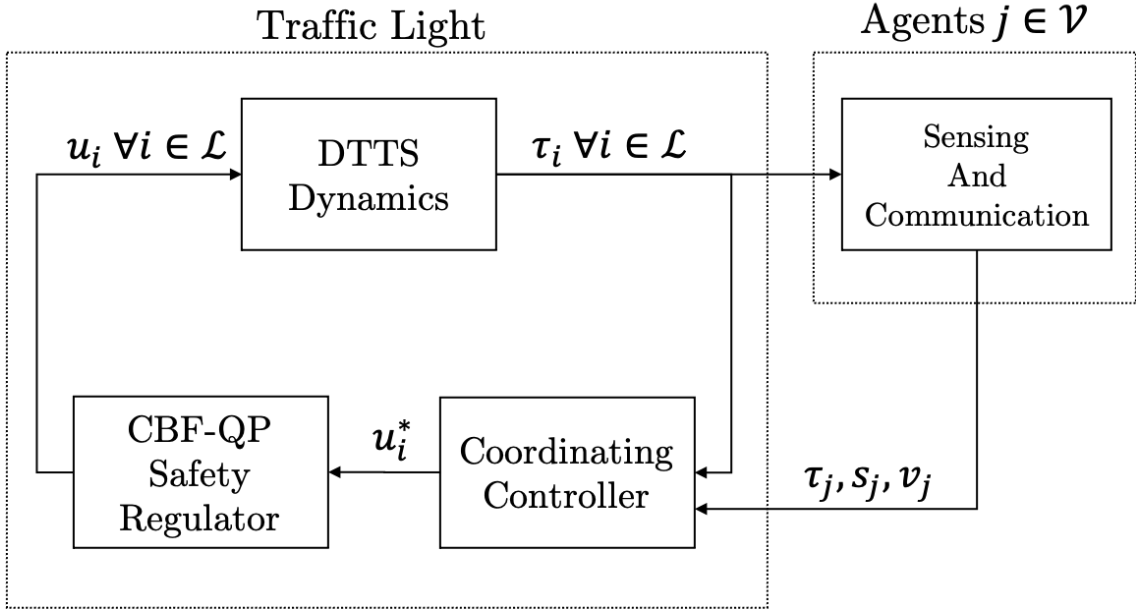 Traffic Light
Agents j ∈ 𝒱
u_i ∀i ∈ ℒ
DTTS
Dynamics
τ_i ∀i ∈ ℒ
Sensing
And
Communication
CBF-QP
Safety
Regulator
u_i^*
Coordinating
Controller
τ_j, s_j, v_j